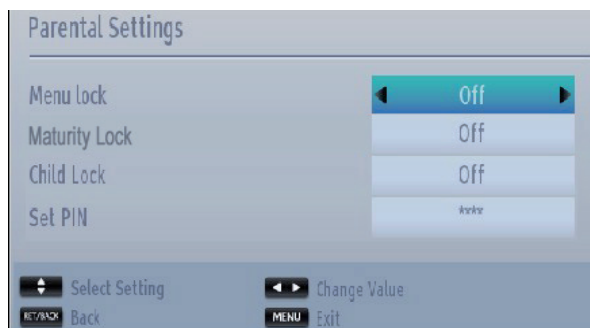 Parental Settings
Menu lock Off
Maturity Lock Off
Child Lock Off
Set PIN ****
Select Setting Change Value
RET/BACK Back MENU Exit